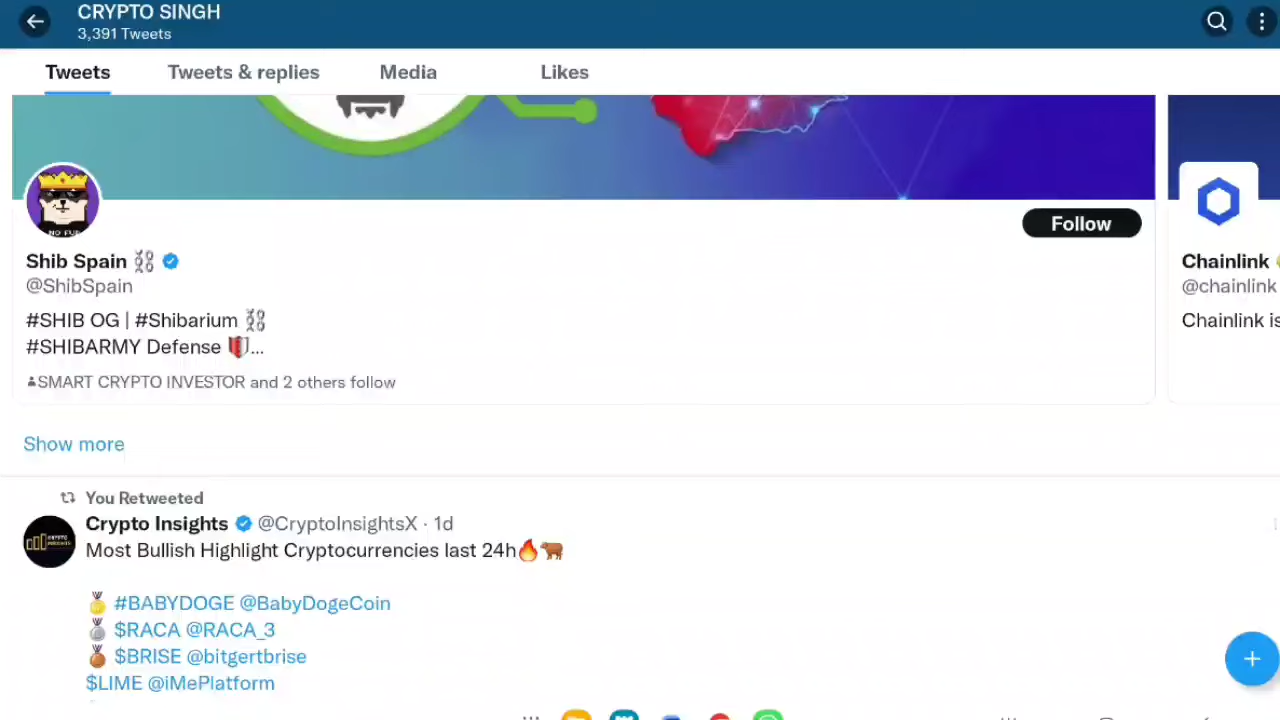 CRYPTO SINGH
3,391 Tweets
Tweets
Tweets & replies
Media
Likes
NO FUD
Follow
Shib Spain
@ShibSpain
#SHIB OG | #Shibarium
#SHIBARMY Defense ...
SMART CRYPTO INVESTOR and 2 others follow
Chainlink
@chainlink
Chainlink is
Show more
You Retweeted
Crypto Insights @CryptoInsightsX · 1d
Most Bullish Highlight Cryptocurrencies last 24h🔥🐂
🥇 #BABYDOGE @BabyDogeCoin
🥈 $RACA @RACA_3
🥉 $BRISE @bitgertbrise
$LIME @iMePlatform